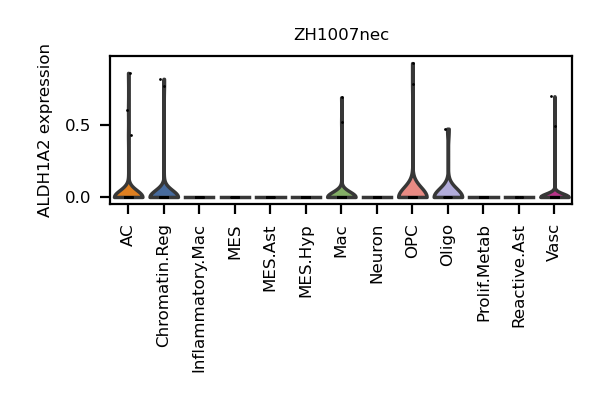 ZH1007nec
ALDH1A2 expression
0.5
0.0
AC
Chromatin.Reg
Inflammatory.Mac
MES
MES.Ast
MES.Hyp
Mac
Neuron
OPC
Oligo
Prolif.Metab
Reactive.Ast
Vasc